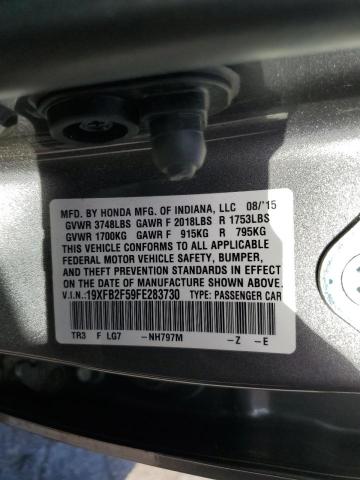 MFD. BY HONDA MFG. OF INDIANA, LLC 08/'15
GVWR 3748LBS GAWR F 2018LBS R 1753LBS
GVWR 1700KG GAWR F 915KG R 795KG
THIS VEHICLE CONFORMS TO ALL APPLICABLE
FEDERAL MOTOR VEHICLE SAFETY, BUMPER,
AND THEFT PREVENTION STANDARDS IN EFFECT
ON THE DATE OF MANUFACTURE SHOWN ABOVE.
V.I.N.: 19XFB2F59FE283730 TYPE: PASSENGER CAR
TR3 F LG7 -NH797M -Z -E